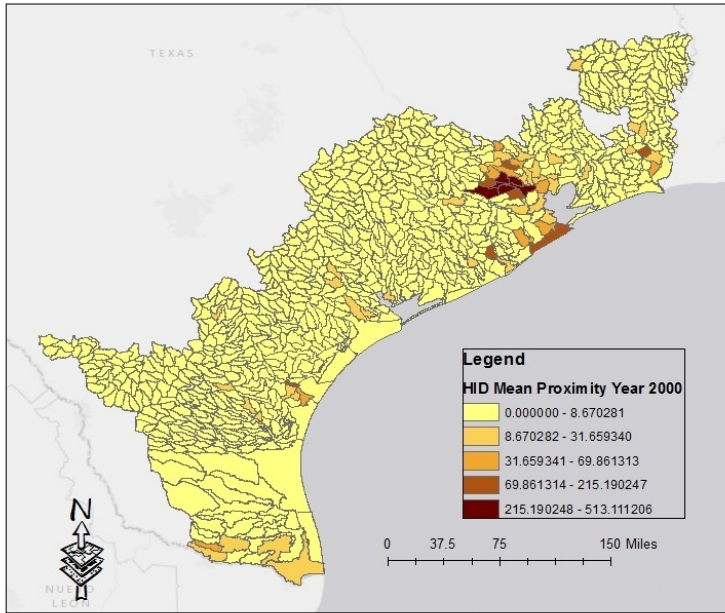 TEXAS
Legend
HID Mean Proximity Year 2000
0.000000 - 8.670281
8.670282 - 31.659340
31.659341 - 69.861313
69.861314 - 215.190247
215.190248 - 513.111206
N
0 37.5 75 150 Miles
NUEVO
LEON